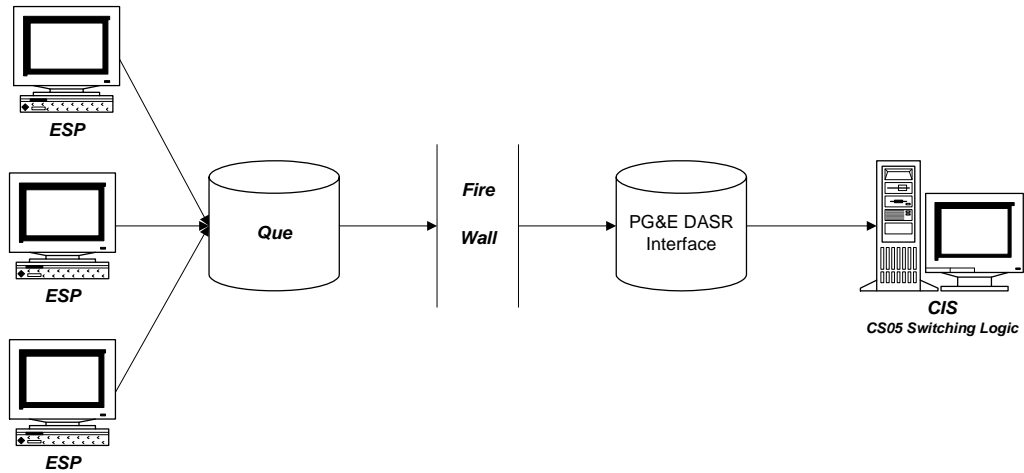 ESP
ESP
ESP
Que
Fire
Wall
PG&E DASR
Interface
CIS
CS05 Switching Logic